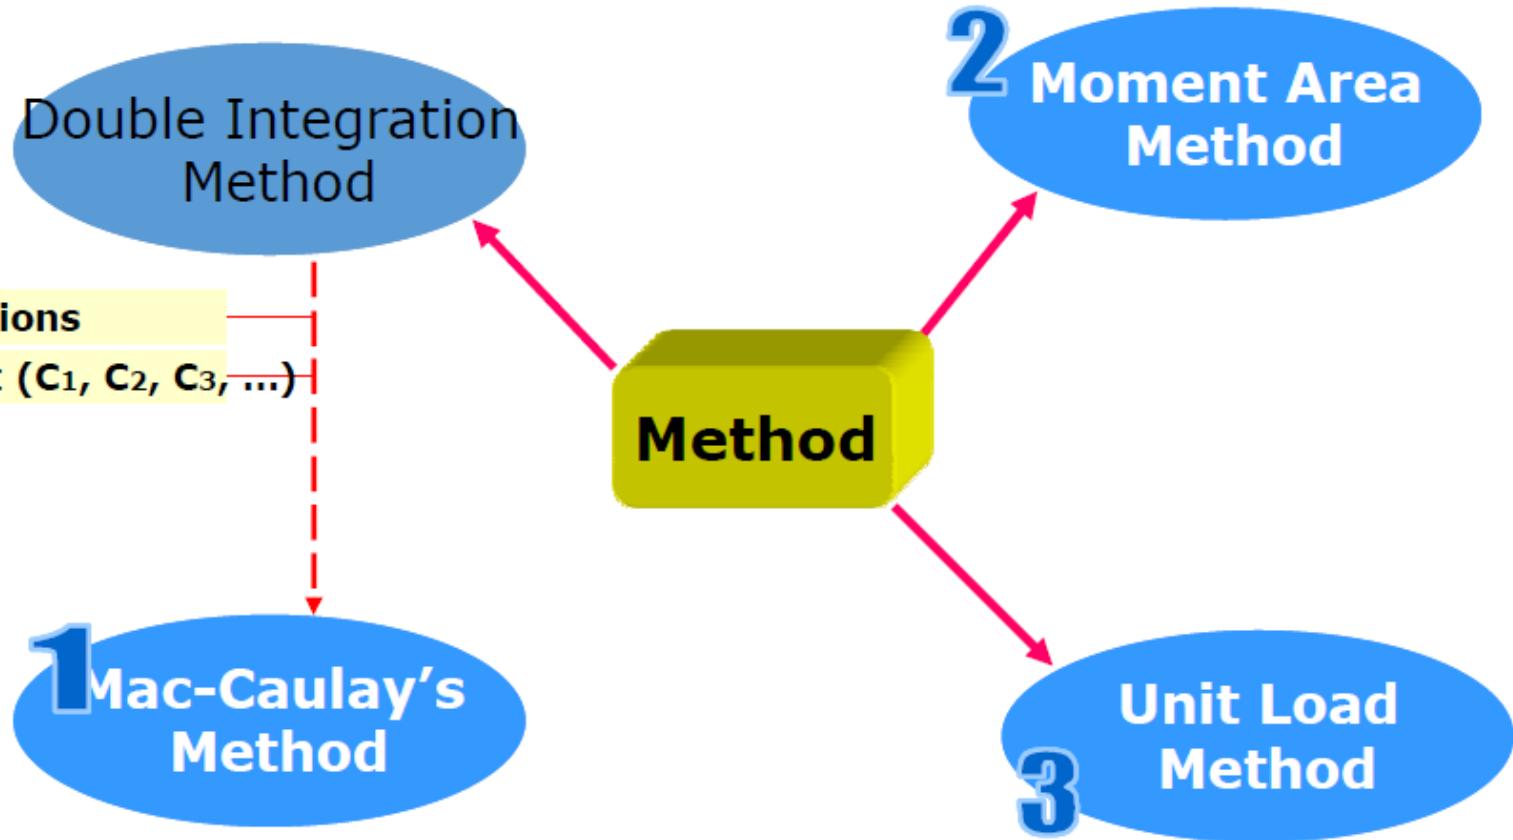 Double Integration
Method
ions
(C1, C2, C3, ...)
1
Mac-Caulay’s
Method
Method
2
Moment Area
Method
Unit Load
Method
3